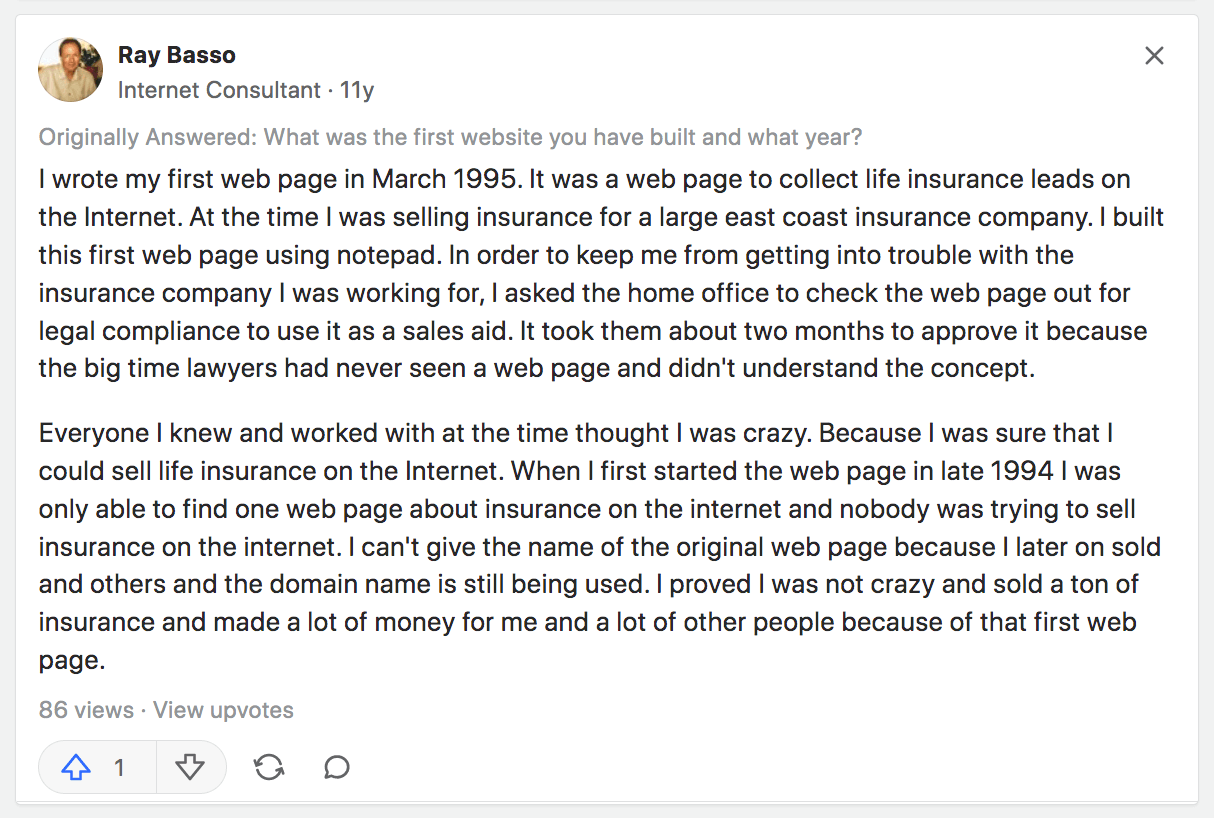 Ray Basso
Internet Consultant · 11y
Originally Answered: What was the first website you have built and what year?
I wrote my first web page in March 1995. It was a web page to collect life insurance leads on
the Internet. At the time I was selling insurance for a large east coast insurance company. I built
this first web page using notepad. In order to keep me from getting into trouble with the
insurance company I was working for, I asked the home office to check the web page out for
legal compliance to use it as a sales aid. It took them about two months to approve it because
the big time lawyers had never seen a web page and didn't understand the concept.
Everyone I knew and worked with at the time thought I was crazy. Because I was sure that I
could sell life insurance on the Internet. When I first started the web page in late 1994 I was
only able to find one web page about insurance on the internet and nobody was trying to sell
insurance on the internet. I can't give the name of the original web page because I later on sold
and others and the domain name is still being used. I proved I was not crazy and sold a ton of
insurance and made a lot of money for me and a lot of other people because of that first web
page.
86 views · View upvotes
1